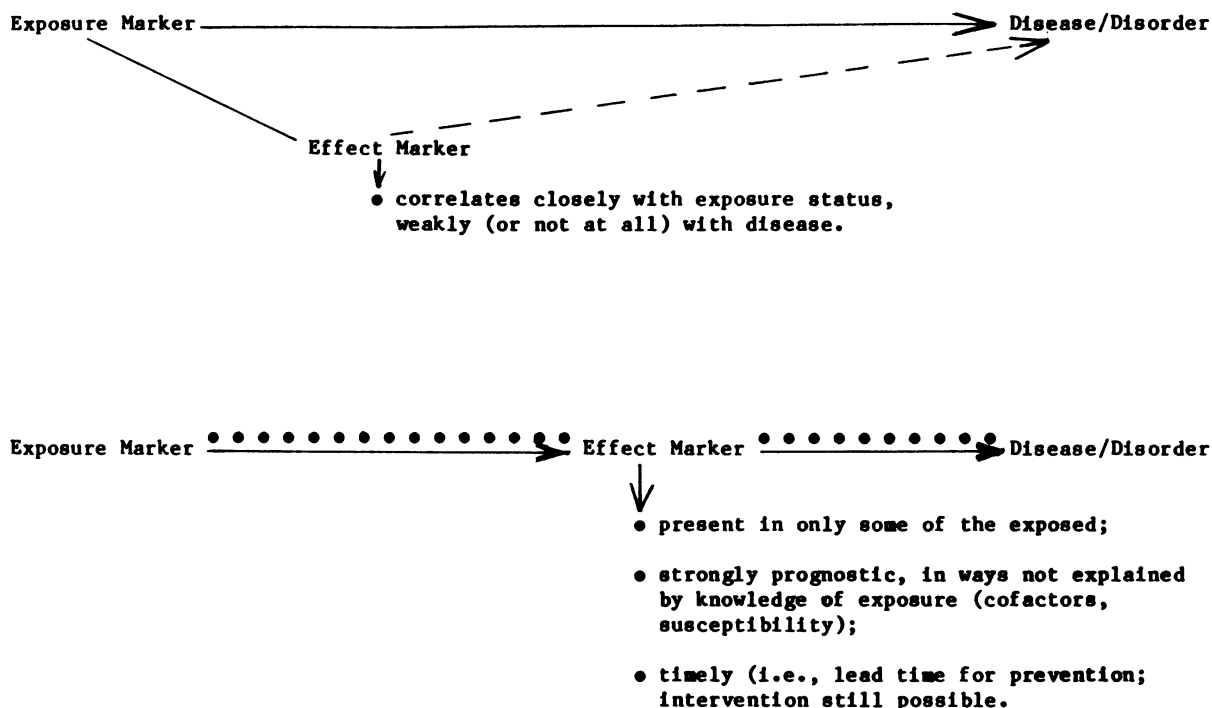 Exposure Marker Disease/Disorder
Effect Marker
● correlates closely with exposure status,
weakly (or not at all) with disease.
Exposure Marker Effect Marker Disease/Disorder
● present in only some of the exposed;
● strongly prognostic, in ways not explained
by knowledge of exposure (cofactors,
susceptibility);
● timely (i.e., lead time for prevention;
intervention still possible.